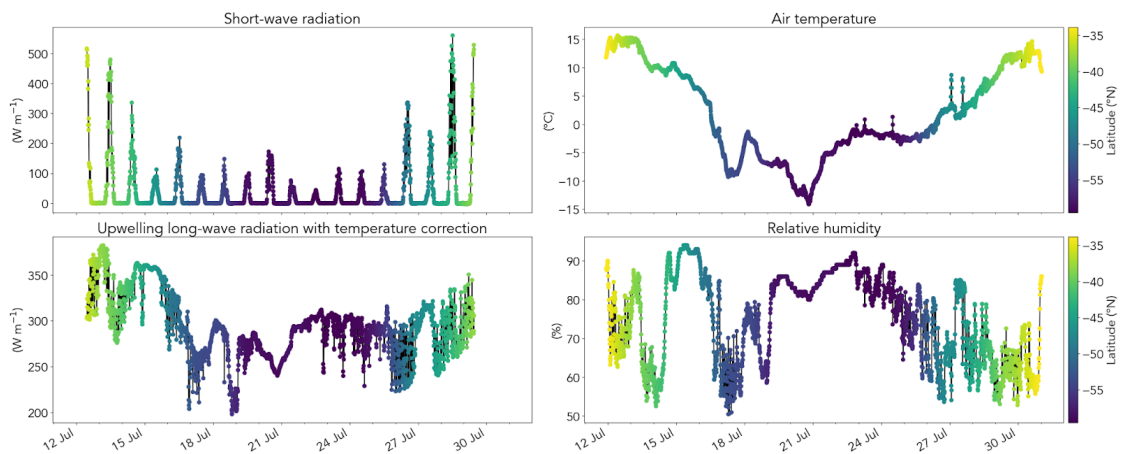 Short-wave radiation
(W m⁻¹)
500
400
300
200
100
0
Air temperature
(°C)
15
10
5
0
−5
−10
−15
Latitude (°N)
−35
−40
−45
−50
−55
Upwelling long-wave radiation with temperature correction
(W m⁻¹)
350
300
250
200
12 Jul
15 Jul
18 Jul
21 Jul
24 Jul
27 Jul
30 Jul
Relative humidity
(%)
90
80
70
60
50
12 Jul
15 Jul
18 Jul
21 Jul
24 Jul
27 Jul
30 Jul
Latitude (°N)
−35
−40
−45
−50
−55